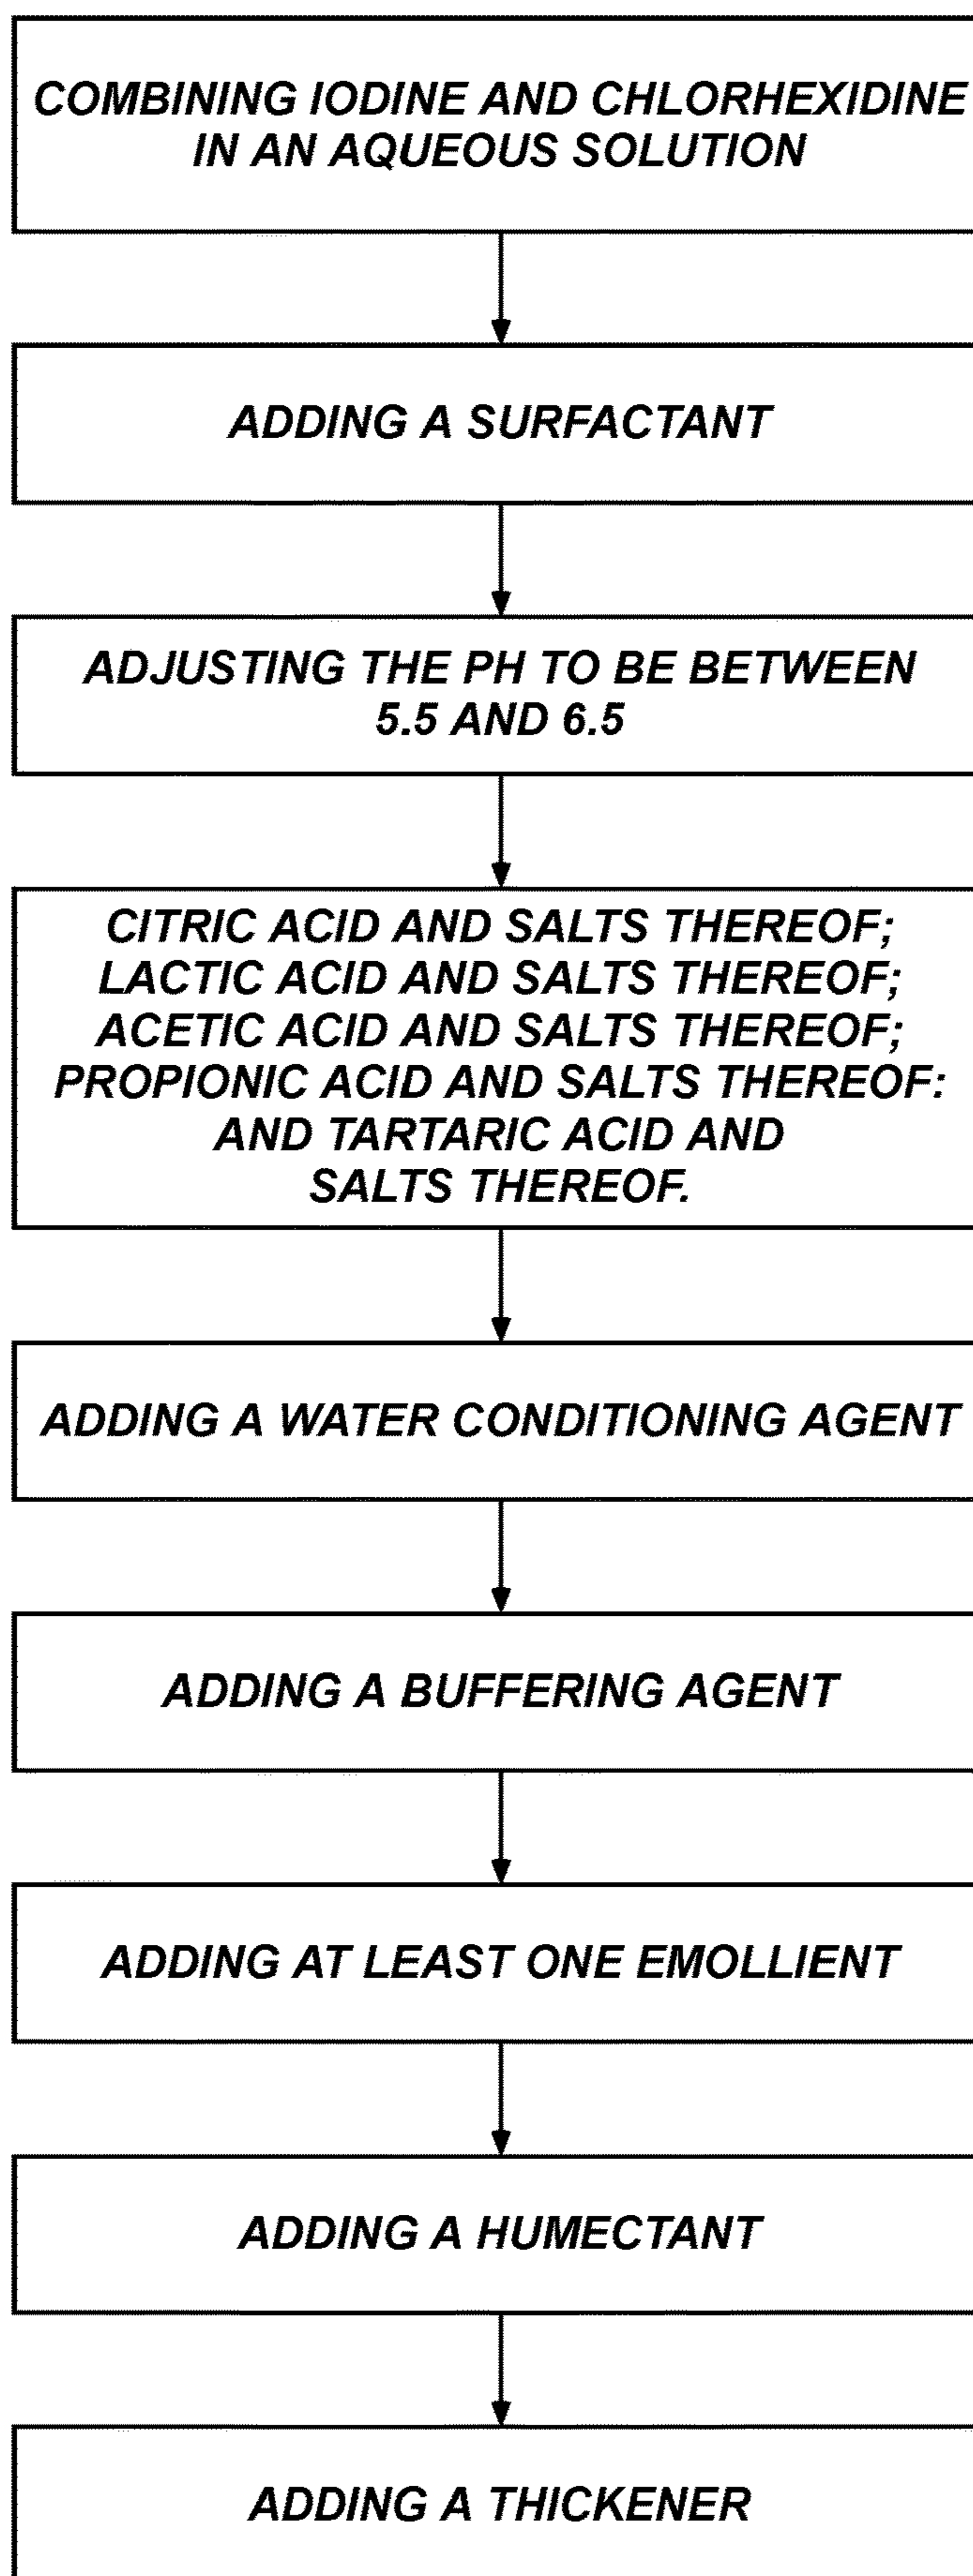 COMBINING IODINE AND CHLORHEXIDINE
IN AN AQUEOUS SOLUTION
ADDING A SURFACTANT
ADJUSTING THE PH TO BE BETWEEN
5.5 AND 6.5
CITRIC ACID AND SALTS THEREOF;
LACTIC ACID AND SALTS THEREOF;
ACETIC ACID AND SALTS THEREOF;
PROPIONIC ACID AND SALTS THEREOF:
AND TARTARIC ACID AND
SALTS THEREOF.
ADDING A WATER CONDITIONING AGENT
ADDING A BUFFERING AGENT
ADDING AT LEAST ONE EMOLLIENT
ADDING A HUMECTANT
ADDING A THICKENER